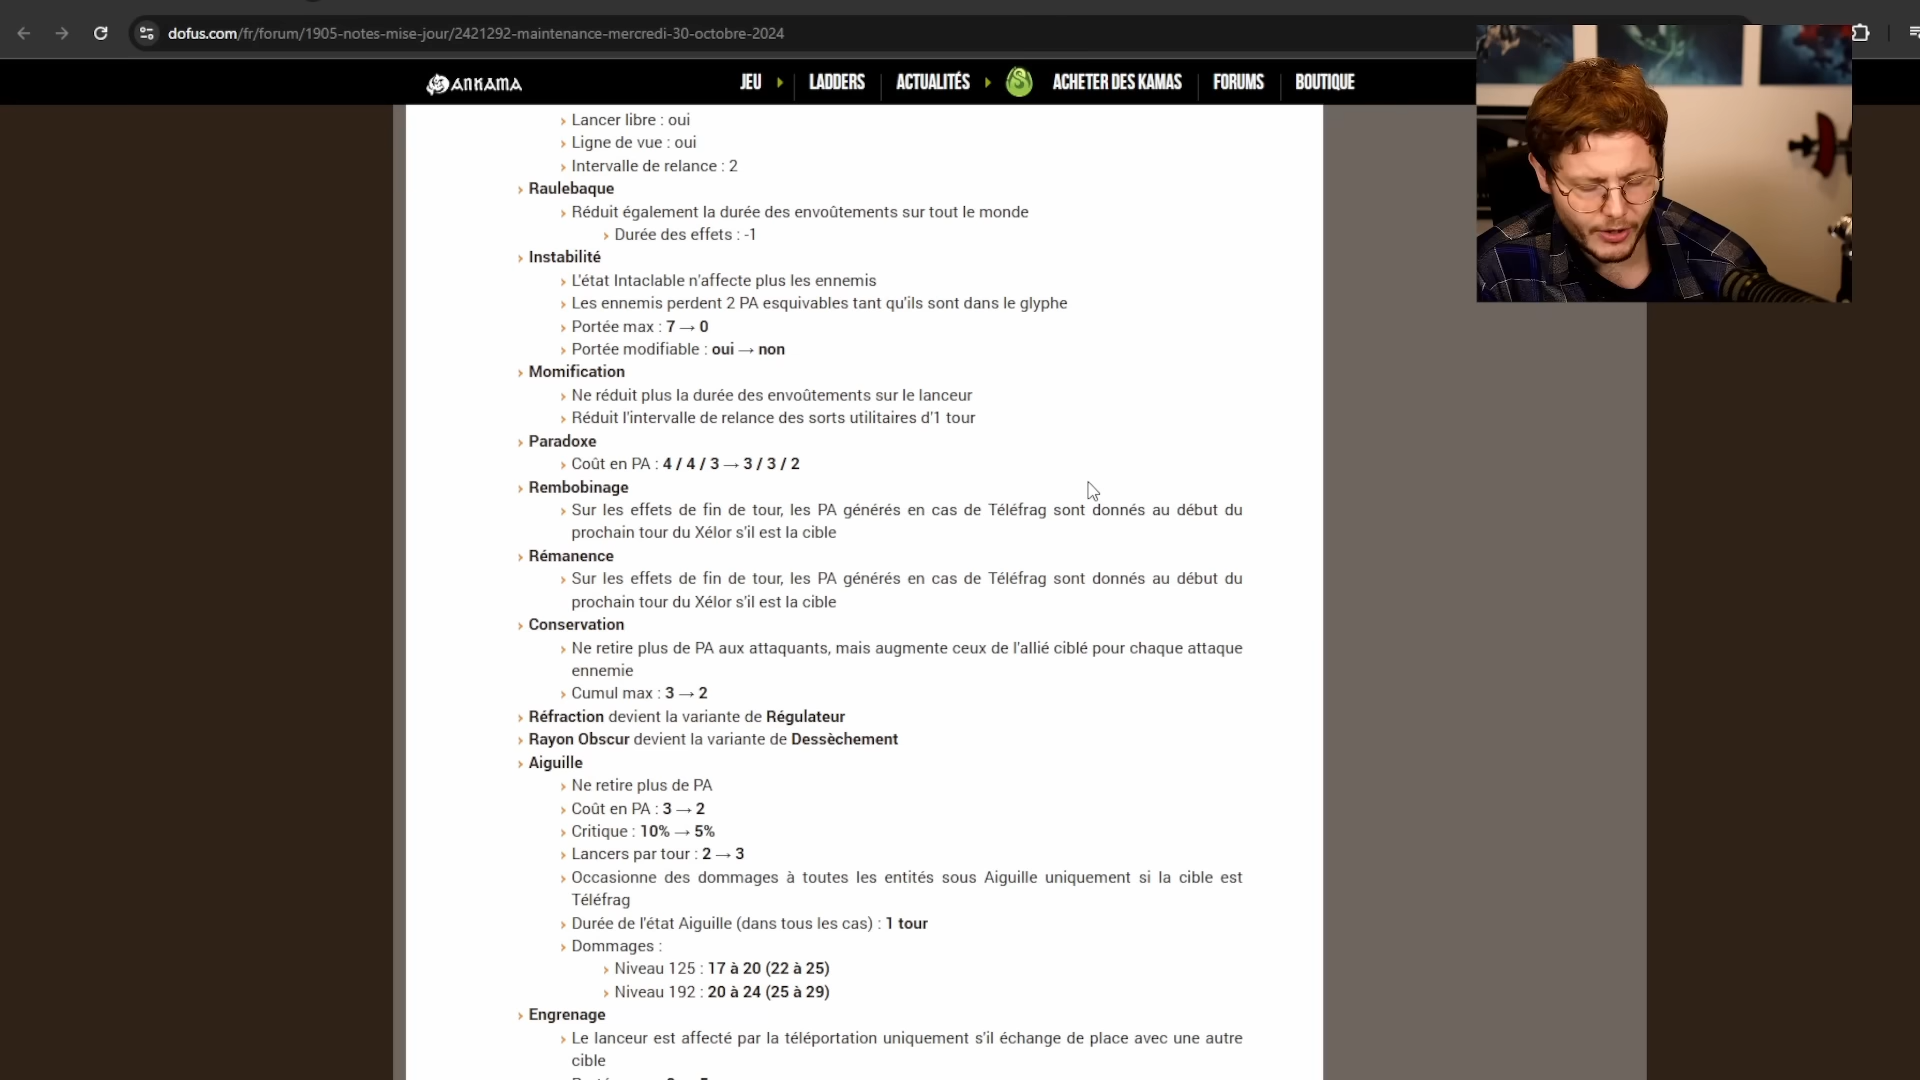 dofus.com/fr/forum/1905-notes-mise-jour/2421292-maintenance-mercredi-30-octobre-2024
ANKAMA
JEU
LADDERS
ACTUALITÉS
ACHETER DES KAMAS
FORUMS
BOUTIQUE
Lancer libre : oui
Ligne de vue : oui
Intervalle de relance : 2
Raulebaque
Réduit également la durée des envoûtements sur tout le monde
Durée des effets : -1
Instabilité
L'état Intaclable n'affecte plus les ennemis
Les ennemis perdent 2 PA esquivables tant qu'ils sont dans le glyphe
Portée max : 7 → 0
Portée modifiable : oui → non
Momification
Ne réduit plus la durée des envoûtements sur le lanceur
Réduit l'intervalle de relance des sorts utilitaires d'1 tour
Paradoxe
Coût en PA : 4 / 4 / 3 → 3 / 3 / 2
Rembobinage
Sur les effets de fin de tour, les PA générés en cas de Téléfrag sont donnés au début du
prochain tour du Xélor s'il est la cible
Rémanence
Sur les effets de fin de tour, les PA générés en cas de Téléfrag sont donnés au début du
prochain tour du Xélor s'il est la cible
Conservation
Ne retire plus de PA aux attaquants, mais augmente ceux de l'allié ciblé pour chaque attaque
ennemie
Cumul max : 3 → 2
Réfraction devient la variante de Régulateur
Rayon Obscur devient la variante de Dessèchement
Aiguille
Ne retire plus de PA
Coût en PA : 3 → 2
Critique : 10% → 5%
Lancers par tour : 2 → 3
Occasionne des dommages à toutes les entités sous Aiguille uniquement si la cible est
Téléfrag
Durée de l'état Aiguille (dans tous les cas) : 1 tour
Dommages :
Niveau 125 : 17 à 20 (22 à 25)
Niveau 192 : 20 à 24 (25 à 29)
Engrenage
Le lanceur est affecté par la téléportation uniquement s'il échange de place avec une autre
cible